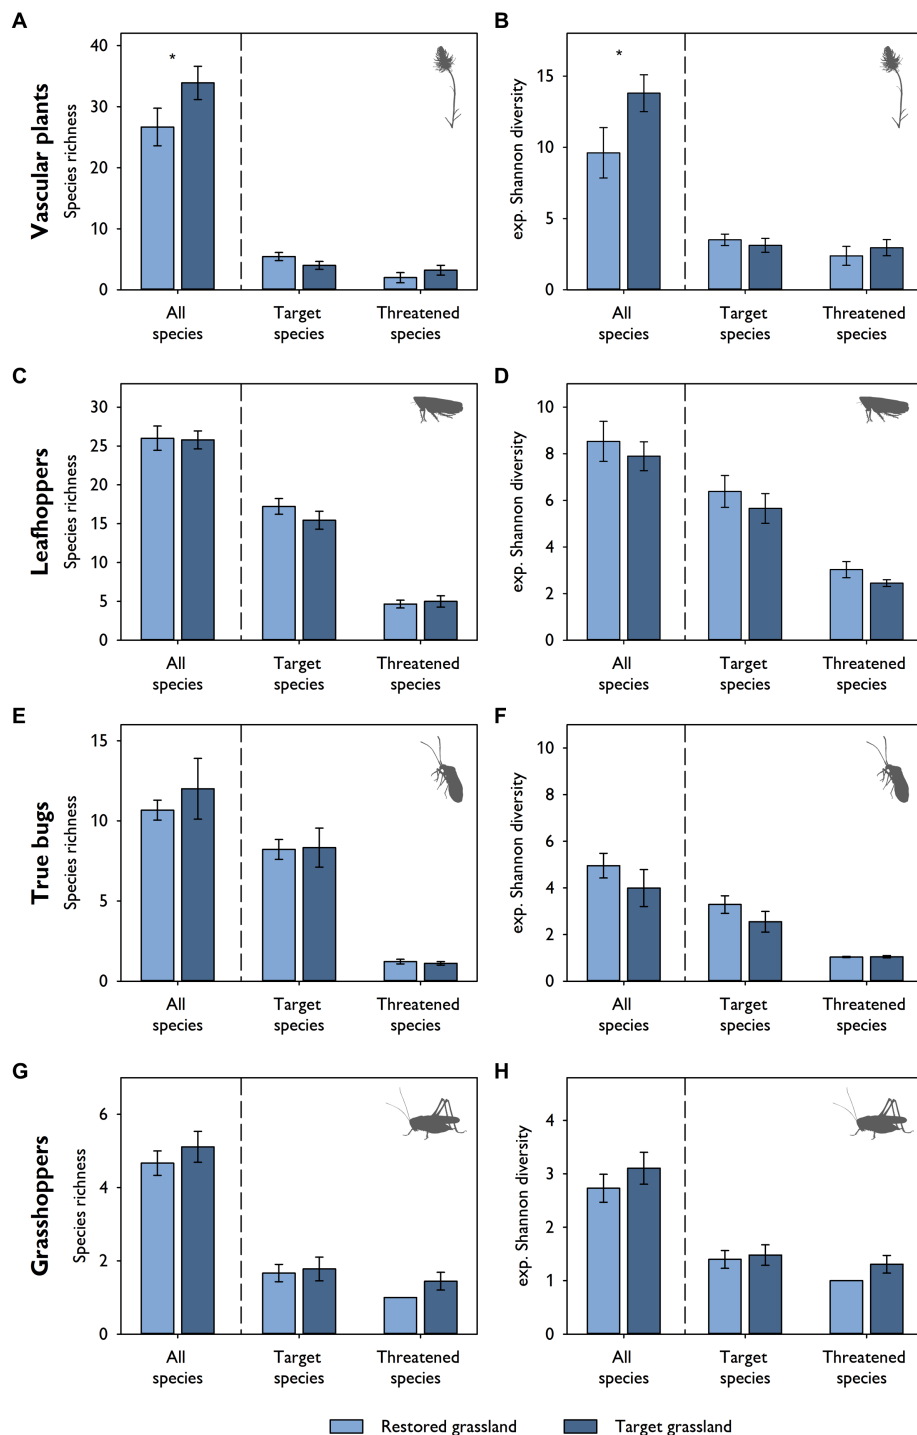 A
B
Vascular plants
Species richness
40
30
20
10
0
*
All species
Target species
Threatened species
exp. Shannon diversity
15
10
5
0
*
All species
Target species
Threatened species
C
D
Leafhoppers
Species richness
30
25
20
15
10
5
0
All species
Target species
Threatened species
exp. Shannon diversity
10
8
6
4
2
0
All species
Target species
Threatened species
E
F
True bugs
Species richness
15
10
5
0
All species
Target species
Threatened species
exp. Shannon diversity
10
8
6
4
2
0
All species
Target species
Threatened species
G
H
Grasshoppers
Species richness
6
4
2
0
All species
Target species
Threatened species
exp. Shannon diversity
4
3
2
1
0
All species
Target species
Threatened species
Restored grassland
Target grassland